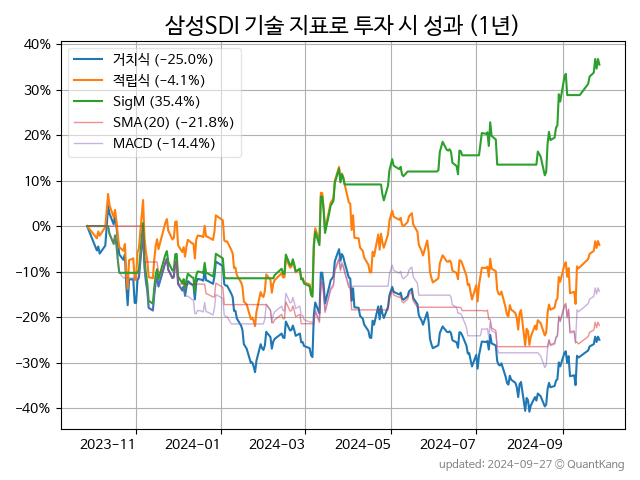 삼성SDI 기술 지표로 투자 시 성과 (1년)
거치식 (−25.0%)
적립식 (−4.1%)
SigM (35.4%)
SMA(20) (−21.8%)
MACD (−14.4%)
40%
30%
20%
10%
0%
−10%
−20%
−30%
−40%
2023-11 2024-01 2024-03 2024-05 2024-07 2024-09
updated: 2024-09-27 © QuantKang